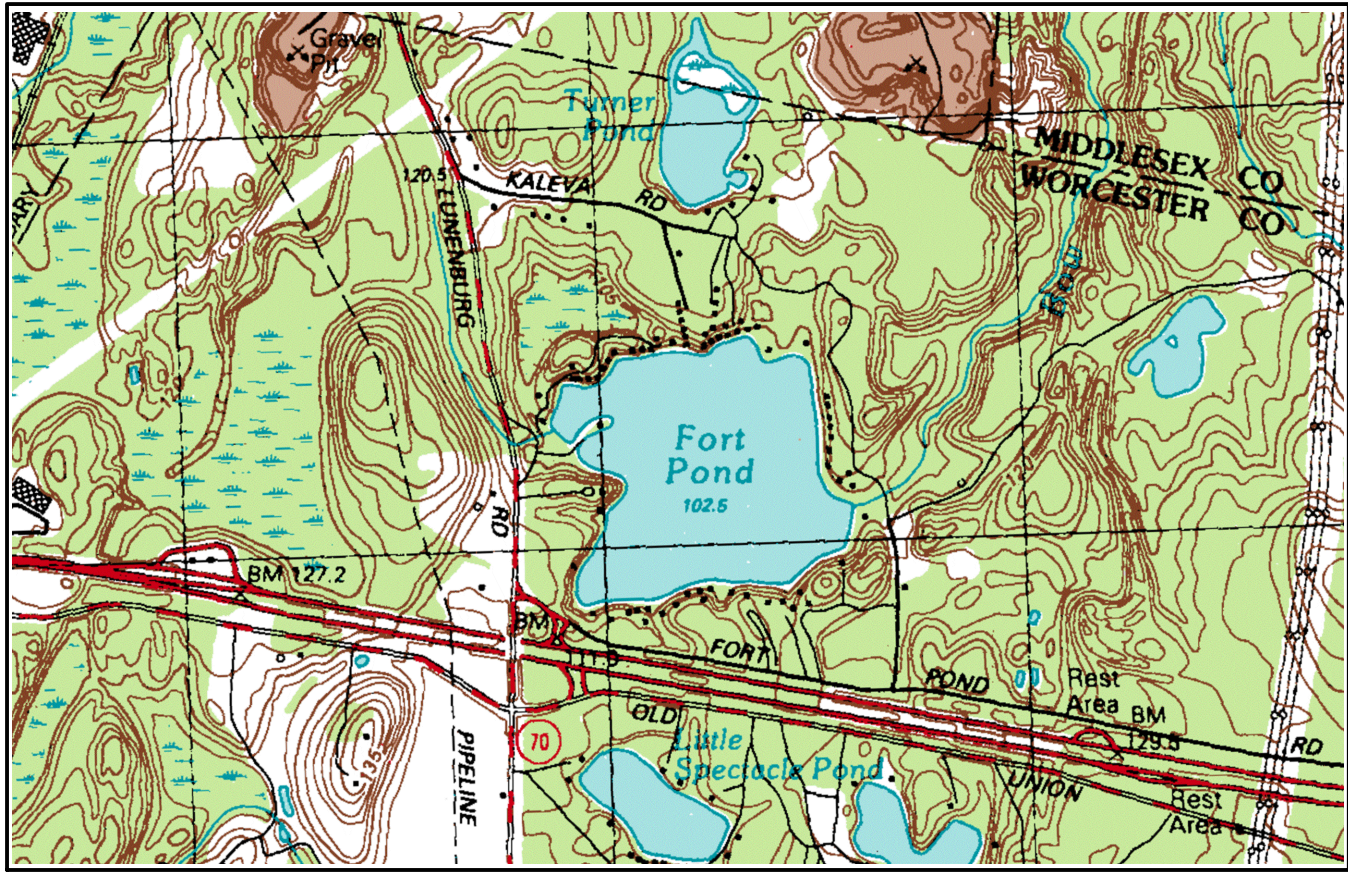 Gravel
Pit
Turner
Pond
MIDDLESEX CO
WORCESTER CO
120.5
KALEVA
RD
LUNENBURG
Bow
105
Fort
Pond
102.5
RD
BM 127.2
BM
FORT
POND
Rest
Area
BM
129.5
RD
OLD
70
Little
Spectacle Pond
UNION
Rest
Area
PIPELINE
135